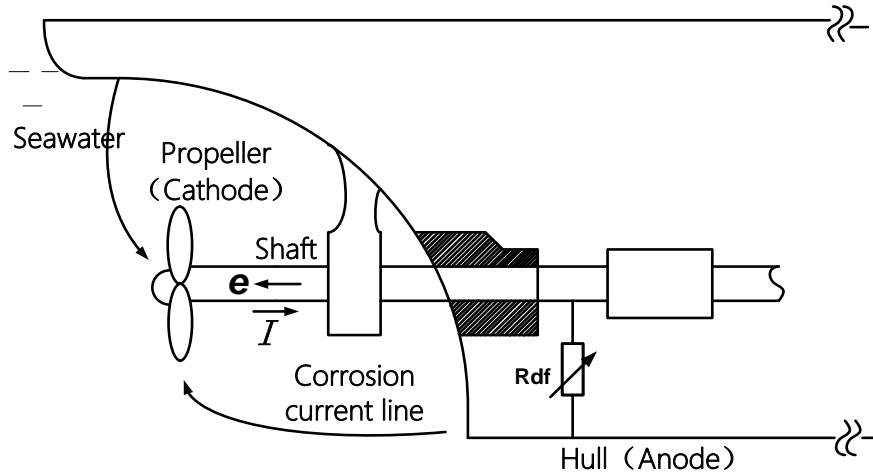 Seawater
Propeller
（Cathode）
Shaft
e
I
Rdf
Corrosion
current line
Hull（Anode）